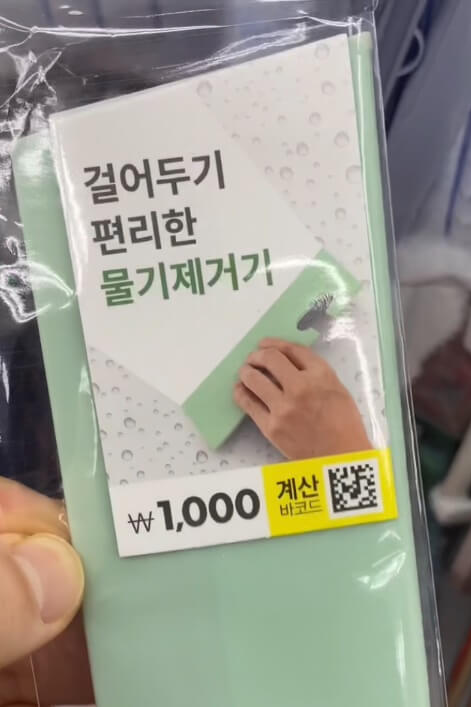 걸어두기
편리한
물기제거기
₩1,000
계산
바코드